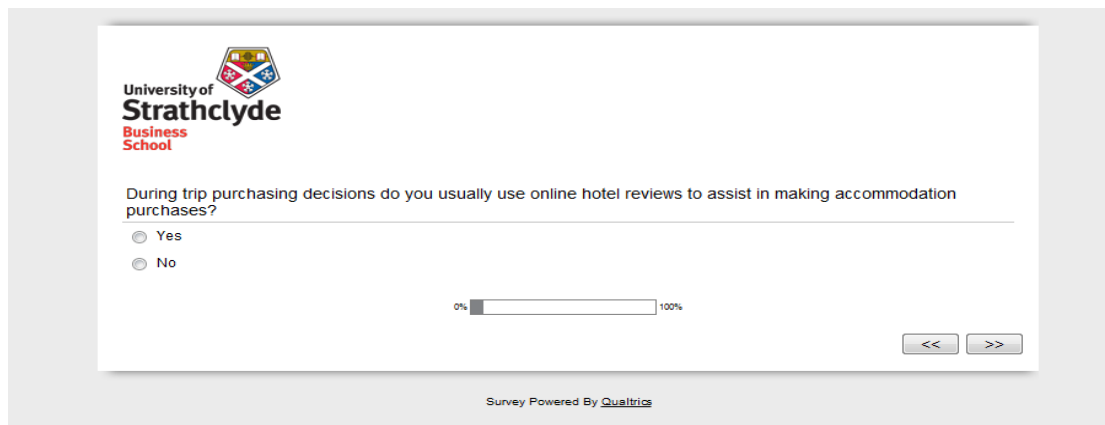 University of
Strathclyde
Business
School
During trip purchasing decisions do you usually use online hotel reviews to assist in making accommodation
purchases?
Yes
No
0% 100%
<< >>
Survey Powered By Qualtrics